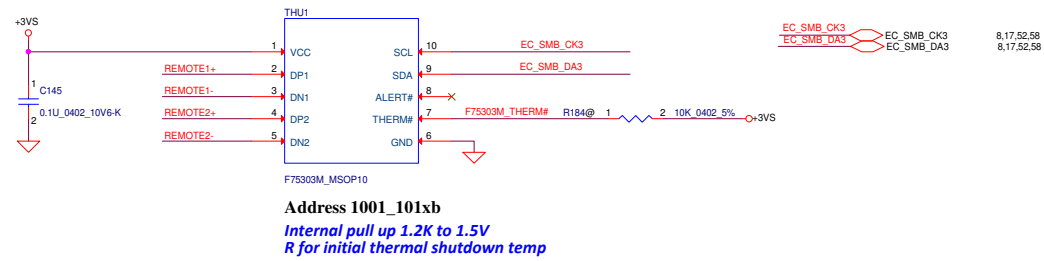 +3VS
THU1
1 VCC SCL 10 EC_SMB_CK3
REMOTE1+ 2 DP1 SDA 9 EC_SMB_DA3
REMOTE1- 3 DN1 ALERT# 8
REMOTE2+ 4 DP2 THERM# 7 F75303M_THERM# R184@ 1 2 10K_0402_5% +3VS
REMOTE2- 5 DN2 GND 6
1
C145
0.1U_0402_10V6-K
2
F75303M_MSOP10
Address 1001_101xb
Internal pull up 1.2K to 1.5V
R for initial thermal shutdown temp
EC_SMB_CK3 EC_SMB_CK3 8,17,52,58
EC_SMB_DA3 EC_SMB_DA3 8,17,52,58